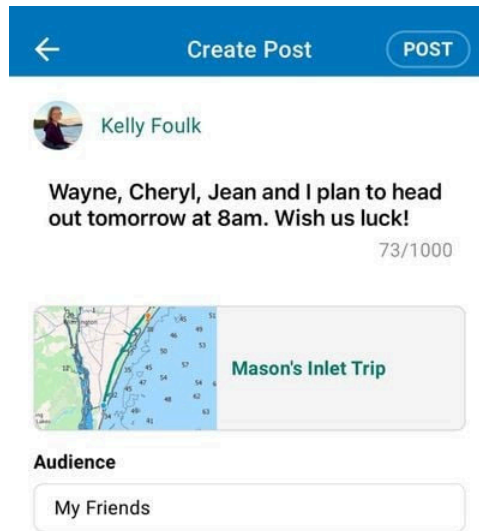 Create Post
POST
Kelly Foulk
Wayne, Cheryl, Jean and I plan to head
out tomorrow at 8am. Wish us luck!
73/1000
Mason's Inlet Trip
Audience
My Friends